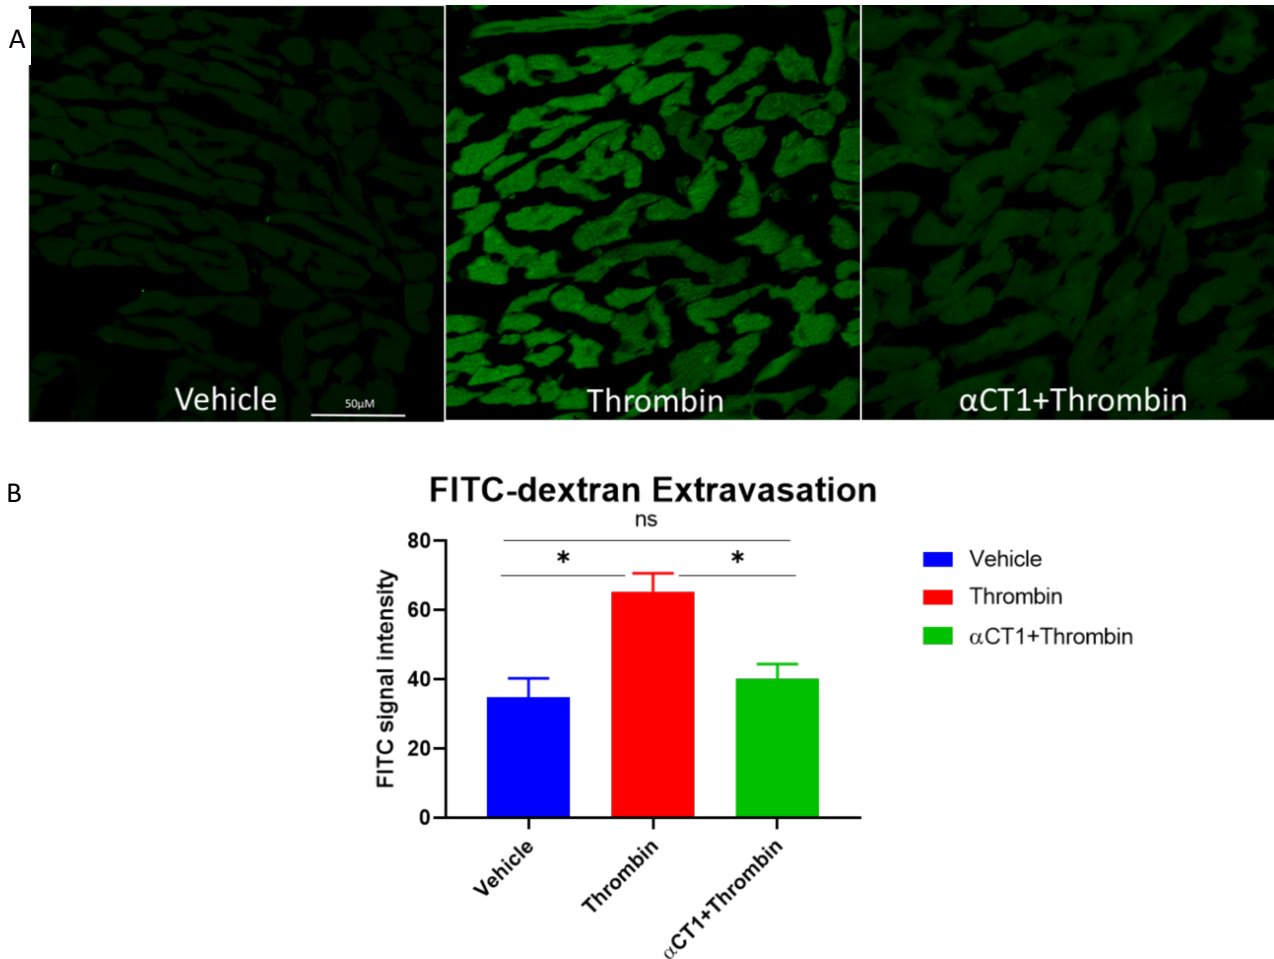 A
Vehicle
50µM
Thrombin
αCT1+Thrombin
B
FITC-dextran Extravasation
ns
* *
80
60
40
20
0
FITC signal intensity
Vehicle
Thrombin
αCT1+Thrombin
Vehicle
Thrombin
αCT1+Thrombin